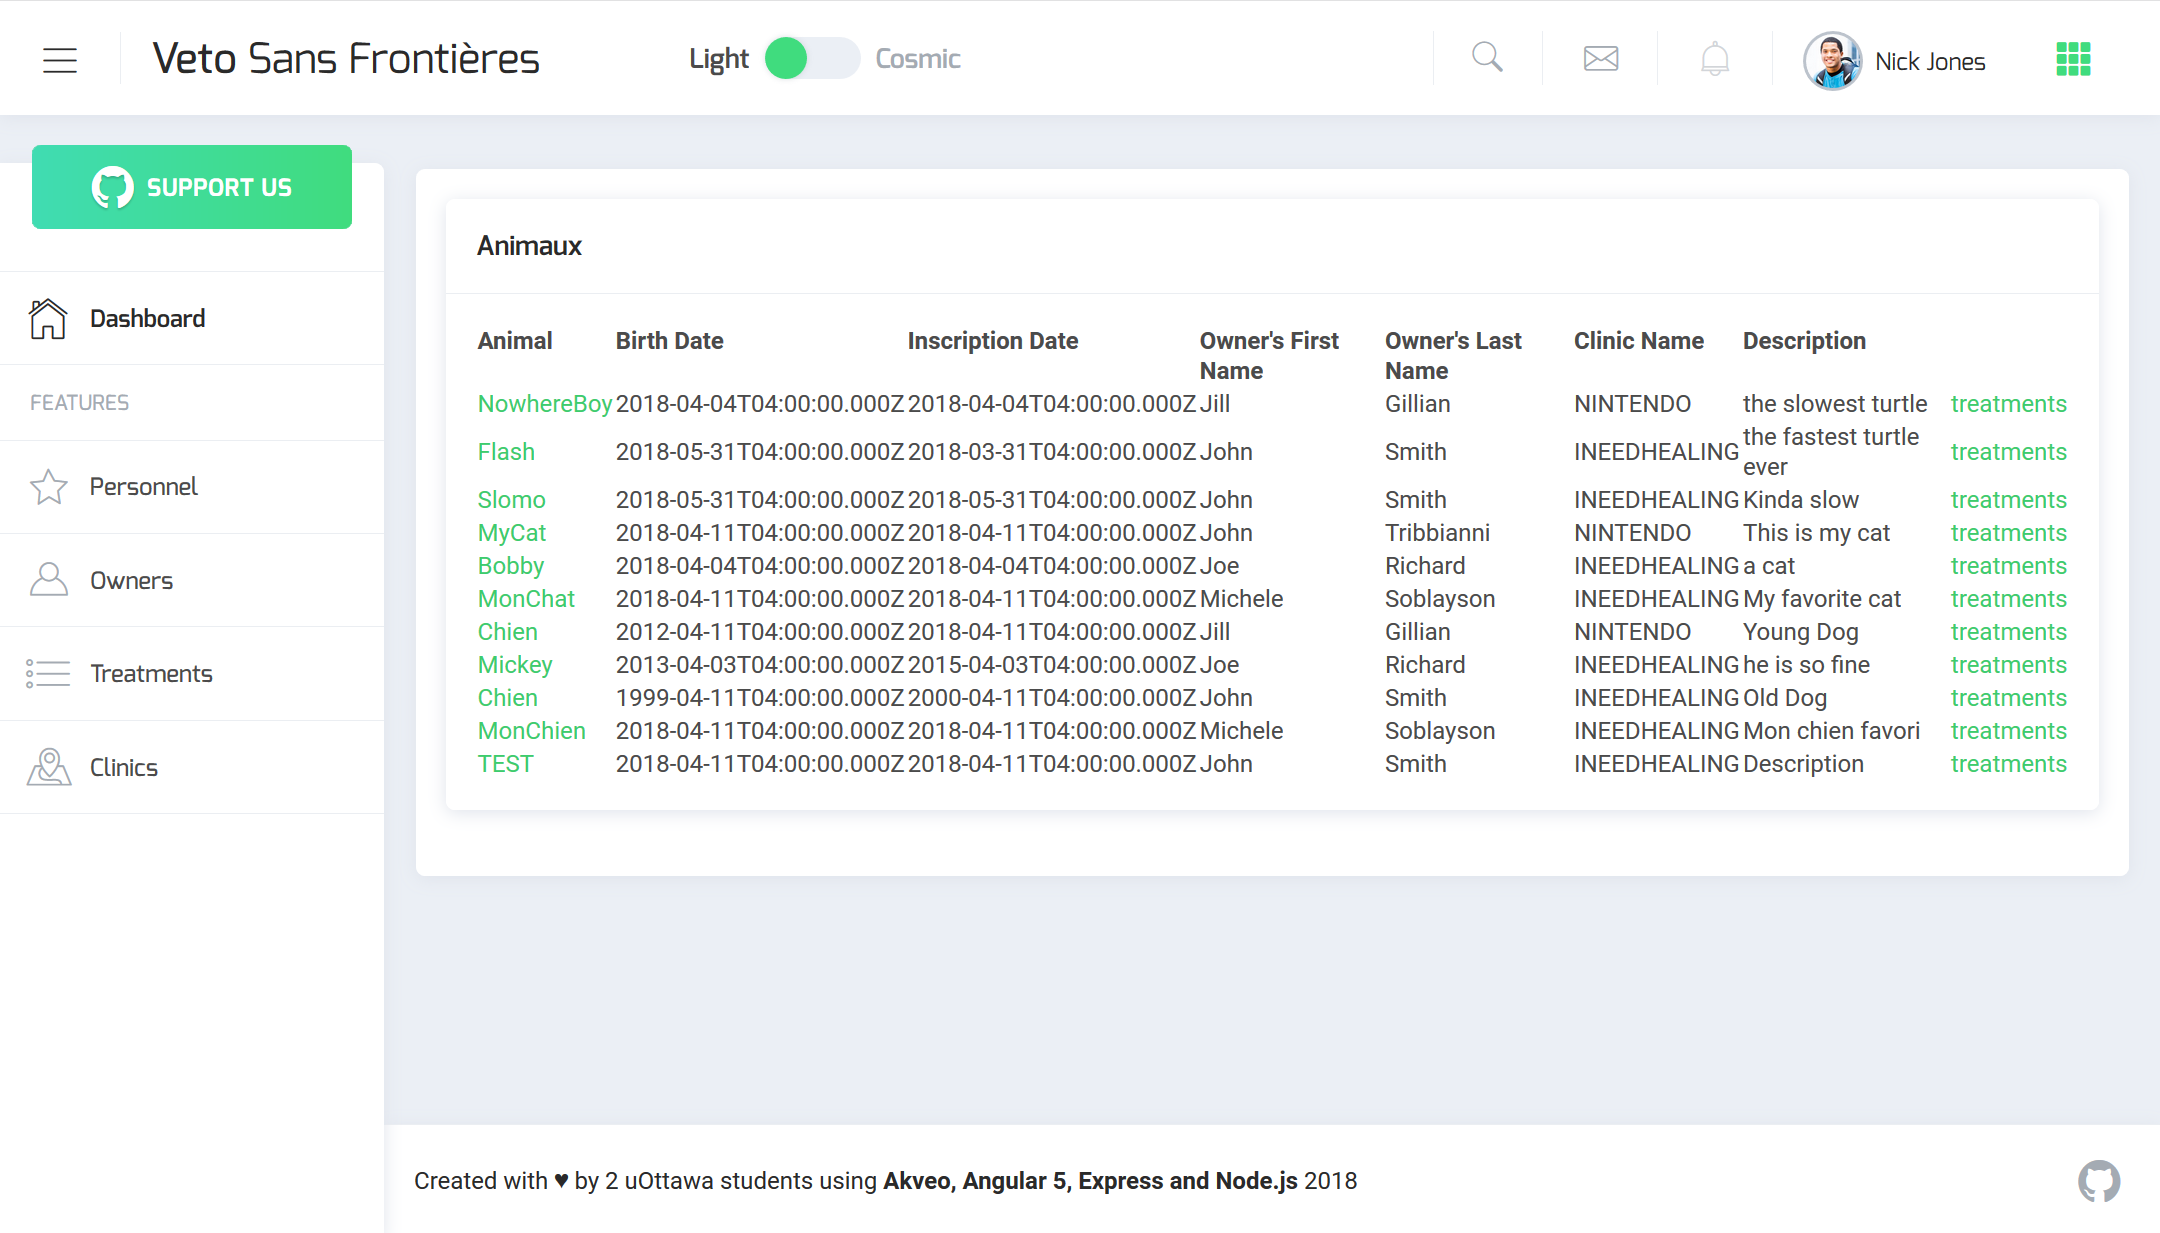 Veto Sans Frontières
Light Cosmic
Nick Jones
SUPPORT US
Dashboard
FEATURES
Personnel
Owners
Treatments
Clinics
Animaux
Animal Birth Date Inscription Date Owner's First Name Owner's Last Name Clinic Name Description
NowhereBoy 2018-04-04T04:00:00.000Z 2018-04-04T04:00:00.000Z Jill Gillian NINTENDO the slowest turtle treatments
Flash 2018-05-31T04:00:00.000Z 2018-03-31T04:00:00.000Z John Smith INEEDHEALING the fastest turtle ever treatments
Slomo 2018-05-31T04:00:00.000Z 2018-05-31T04:00:00.000Z John Smith INEEDHEALING Kinda slow treatments
MyCat 2018-04-11T04:00:00.000Z 2018-04-11T04:00:00.000Z John Tribbianni NINTENDO This is my cat treatments
Bobby 2018-04-04T04:00:00.000Z 2018-04-04T04:00:00.000Z Joe Richard INEEDHEALING a cat treatments
MonChat 2018-04-11T04:00:00.000Z 2018-04-11T04:00:00.000Z Michele Soblayson INEEDHEALING My favorite cat treatments
Chien 2012-04-11T04:00:00.000Z 2018-04-11T04:00:00.000Z Jill Gillian NINTENDO Young Dog treatments
Mickey 2013-04-03T04:00:00.000Z 2015-04-03T04:00:00.000Z Joe Richard INEEDHEALING he is so fine treatments
Chien 1999-04-11T04:00:00.000Z 2000-04-11T04:00:00.000Z John Smith INEEDHEALING Old Dog treatments
MonChien 2018-04-11T04:00:00.000Z 2018-04-11T04:00:00.000Z Michele Soblayson INEEDHEALING Mon chien favori treatments
TEST 2018-04-11T04:00:00.000Z 2018-04-11T04:00:00.000Z John Smith INEEDHEALING Description treatments
Created with ♥ by 2 uOttawa students using Akveo, Angular 5, Express and Node.js 2018